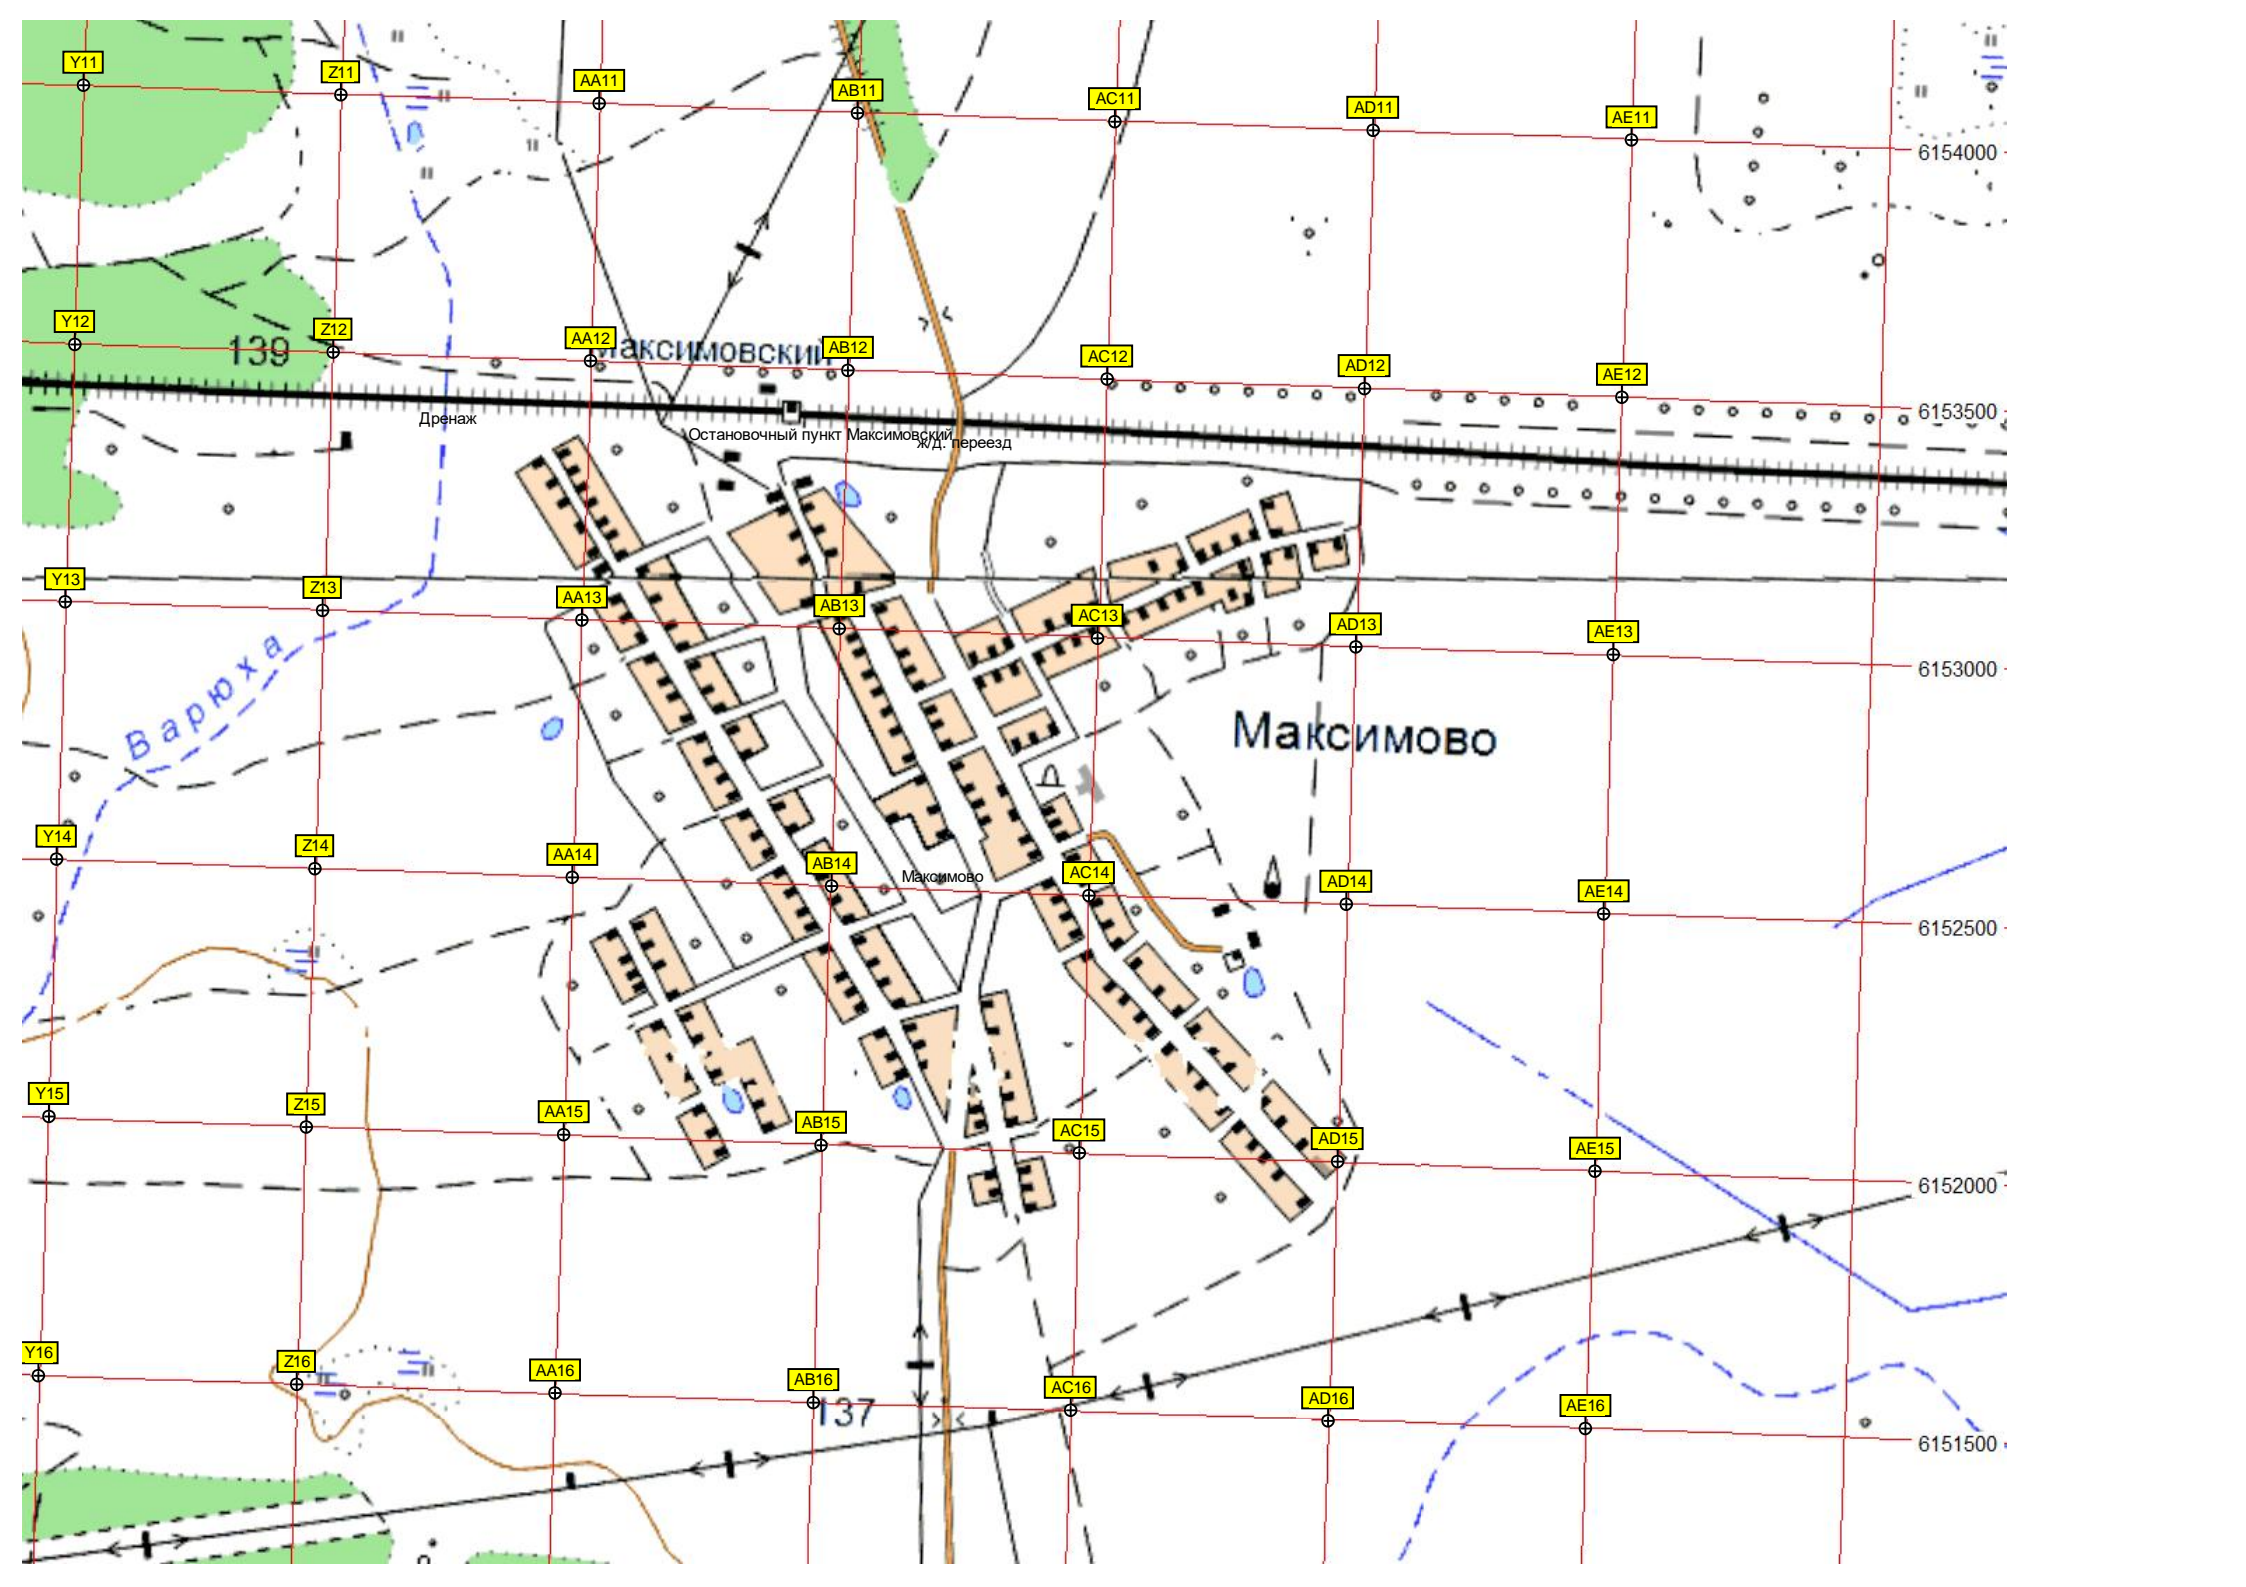 Y11
Z11
AA11
AB11
AC11
AD11
AE11
6154000
Y12
Z12
AA12
AB12
AC12
AD12
AE12
139
максимовский
6153500
Дренаж
Остановочный пункт Максимовский
ж/д. переезд
Y13
Z13
AA13
AB13
AC13
AD13
AE13
6153000
Варюха
Максимово
Y14
Z14
AA14
AB14
AC14
AD14
AE14
Максимово
6152500
Y15
Z15
AA15
AB15
AC15
AD15
AE15
6152000
Y16
Z16
AA16
AB16
AC16
AD16
AE16
137
6151500